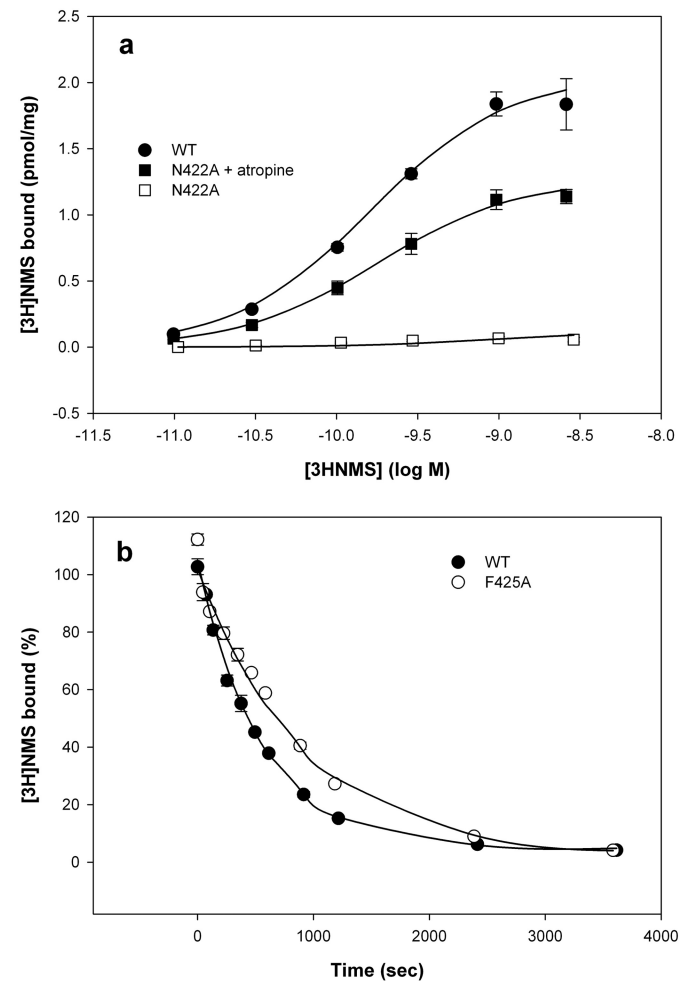 a
2.5
2.0
1.5
1.0
0.5
0.0
-0.5
[3H]NMS bound (pmol/mg)
WT
N422A + atropine
N422A
-11.5 -11.0 -10.5 -10.0 -9.5 -9.0 -8.5 -8.0
[3HNMS] (log M)
b
120
100
80
60
40
20
0
[3H]NMS bound (%)
WT
F425A
0 1000 2000 3000 4000
Time (sec)